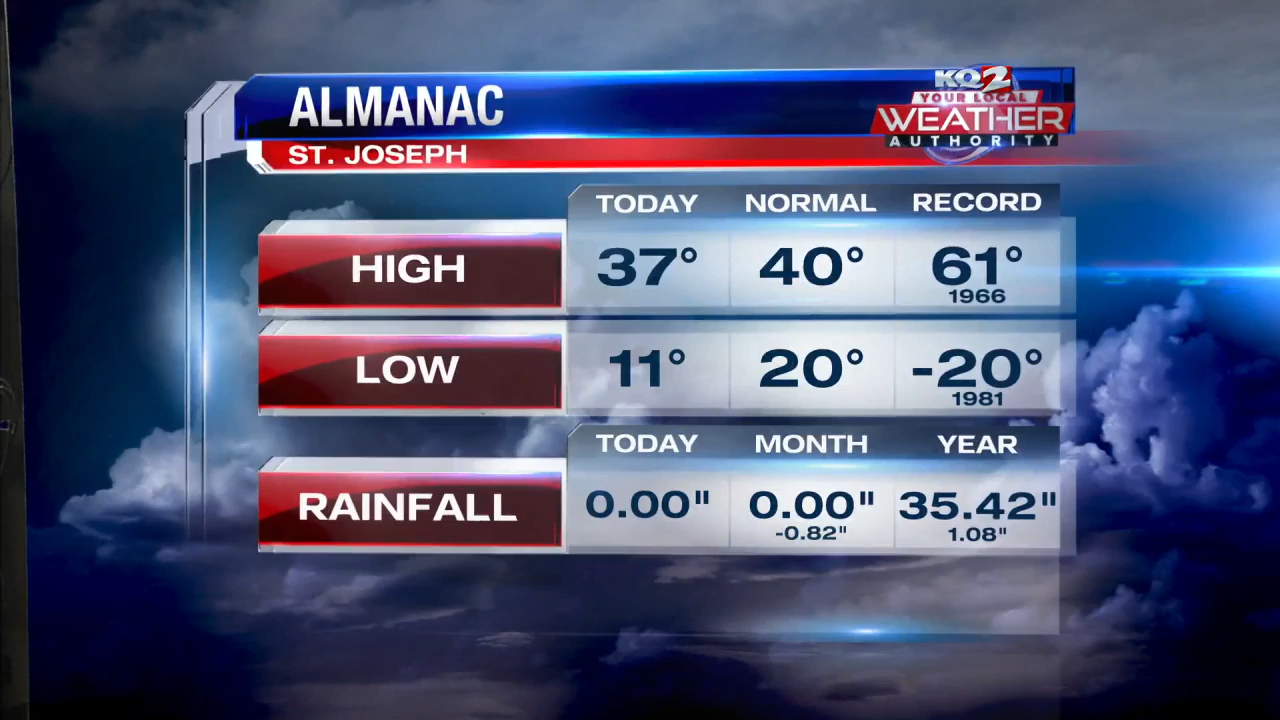 ALMANAC
KQ2
YOUR LOCAL
WEATHER
AUTHORITY
ST. JOSEPH
TODAY NORMAL RECORD
HIGH 37° 40° 61°
1966
LOW 11° 20° -20°
1981
TODAY MONTH YEAR
RAINFALL 0.00" 0.00" 35.42"
-0.82" 1.08"